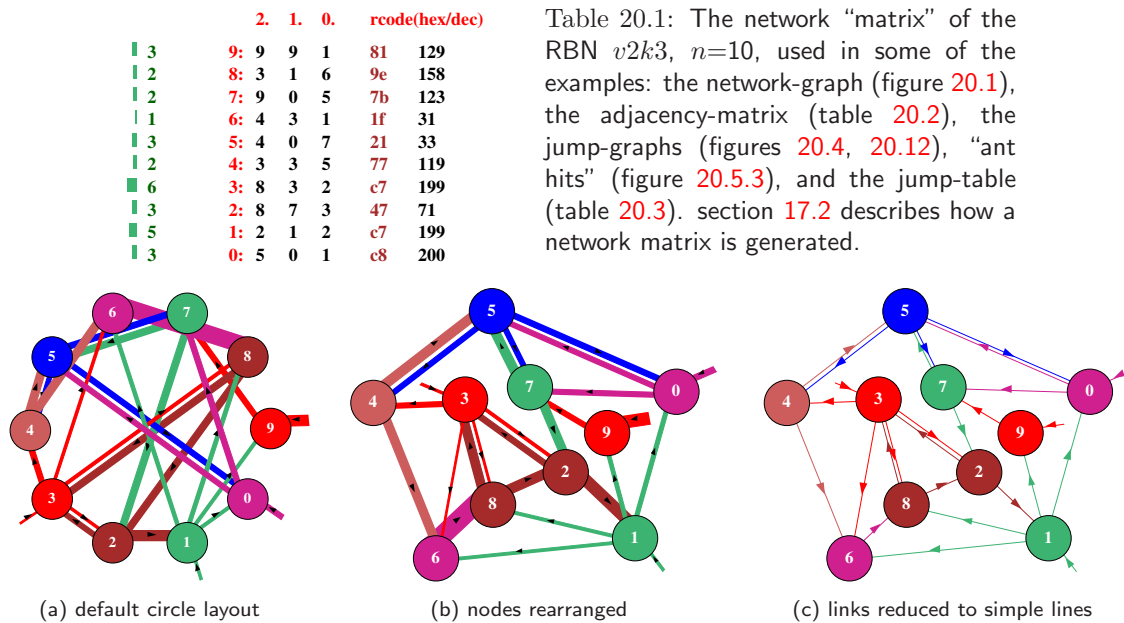 2. 1. 0. rcode(hex/dec)
3 9: 9 9 1 81 129
2 8: 3 1 6 9e 158
2 7: 9 0 5 7b 123
1 6: 4 3 1 1f 31
3 5: 4 0 7 21 33
2 4: 3 3 5 77 119
6 3: 8 3 2 c7 199
3 2: 8 7 3 47 71
5 1: 2 1 2 c7 199
3 0: 5 0 1 c8 200
Table 20.1: The network “matrix” of the
RBN v2k3, n=10, used in some of the
examples: the network-graph (figure 20.1),
the adjacency-matrix (table 20.2), the
jump-graphs (figures 20.4, 20.12), “ant
hits” (figure 20.5.3), and the jump-table
(table 20.3). section 17.2 describes how a
network matrix is generated.
6 7
5 8
4 9
3 0
2 1
(a) default circle layout
5
7 0
4 3
9
2
8
1
6
(b) nodes rearranged
5
7 0
4 3
9
2
8
1
6
(c) links reduced to simple lines